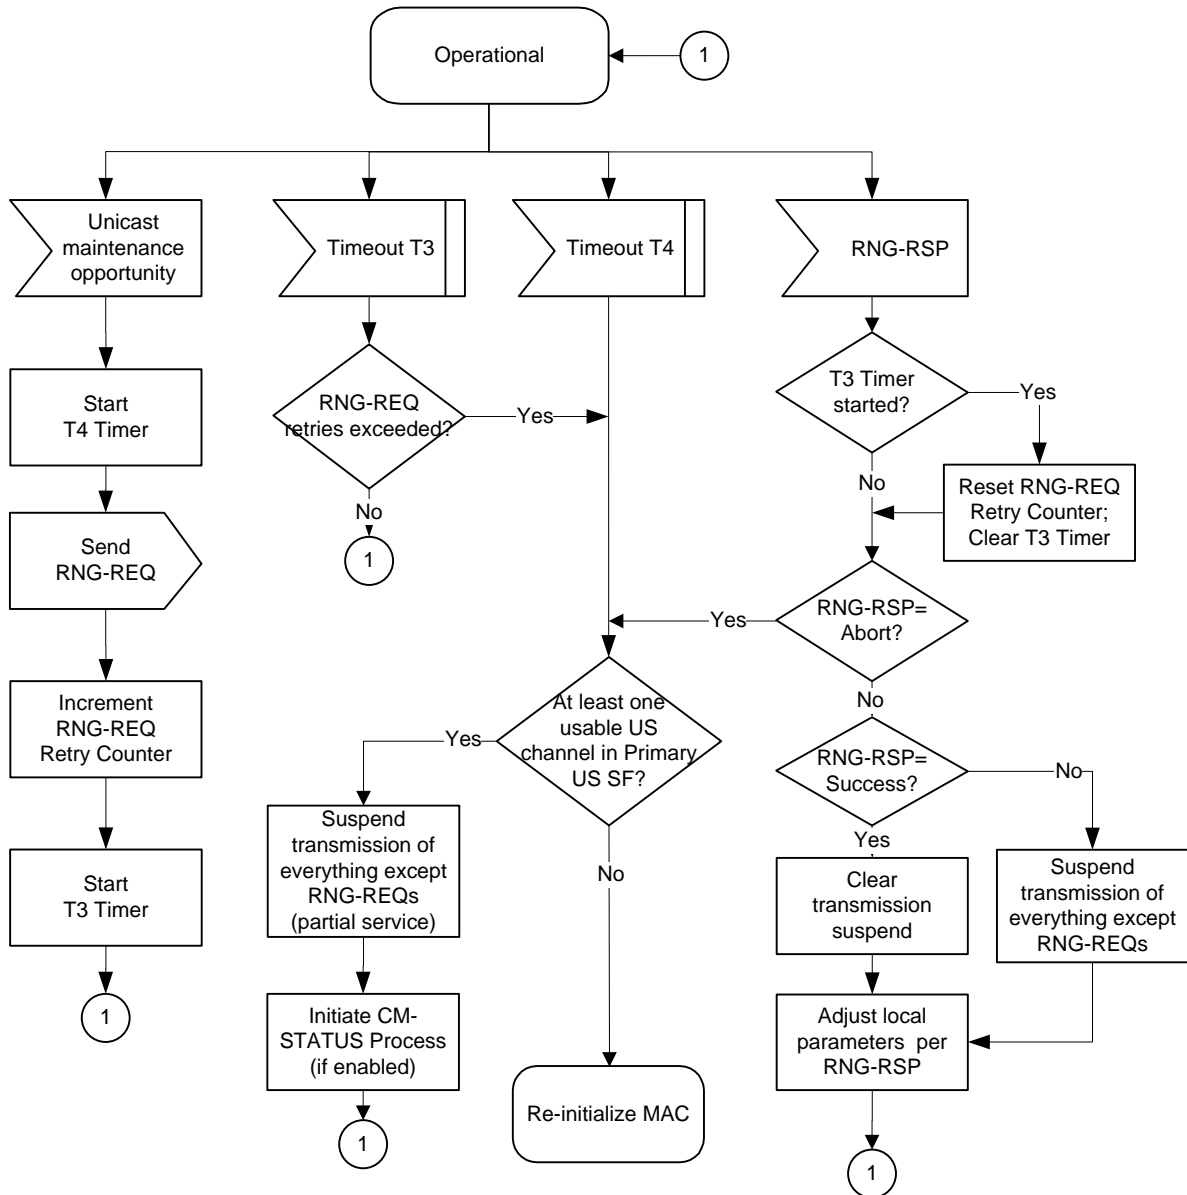 Operational
1
Unicast
maintenance
opportunity
Timeout T3
Timeout T4
RNG-RSP
Start
T4 Timer
RNG-REQ
retries exceeded?
Yes
No
1
T3 Timer
started?
Yes
No
Reset RNG-REQ
Retry Counter;
Clear T3 Timer
Send
RNG-REQ
RNG-RSP=
Abort?
Yes
No
Increment
RNG-REQ
Retry Counter
At least one
usable US
channel in Primary
US SF?
Yes
No
RNG-RSP=
Success?
No
Yes
Start
T3 Timer
1
Suspend
transmission of
everything except
RNG-REQs
(partial service)
Clear
transmission
suspend
Suspend
transmission of
everything except
RNG-REQs
Initiate CM-
STATUS Process
(if enabled)
1
Re-initialize MAC
Adjust local
parameters per
RNG-RSP
1